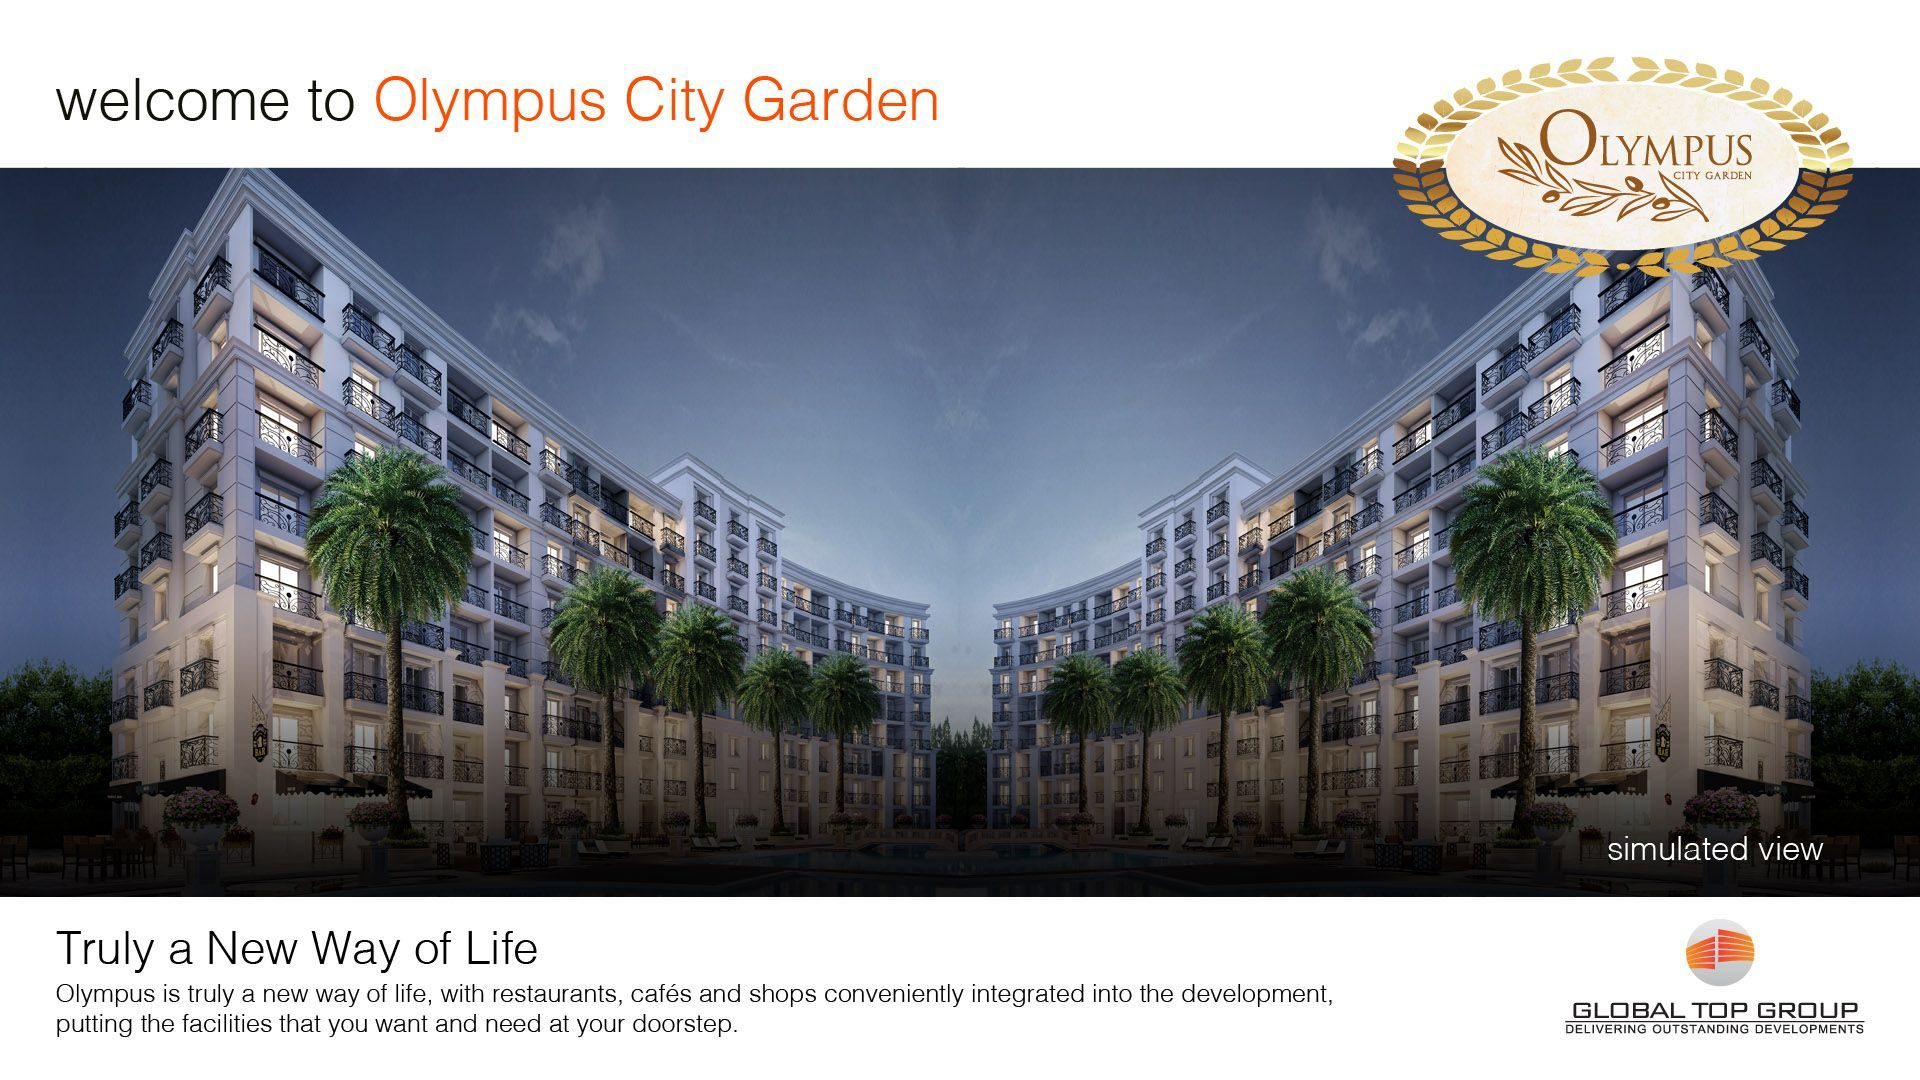 welcome to Olympus City Garden
OLYMPUS
CITY GARDEN
BAR
simulated view
Truly a New Way of Life
Olympus is truly a new way of life, with restaurants, cafés and shops conveniently integrated into the development,
putting the facilities that you want and need at your doorstep.
GLOBAL TOP GROUP
DELIVERING OUTSTANDING DEVELOPMENTS